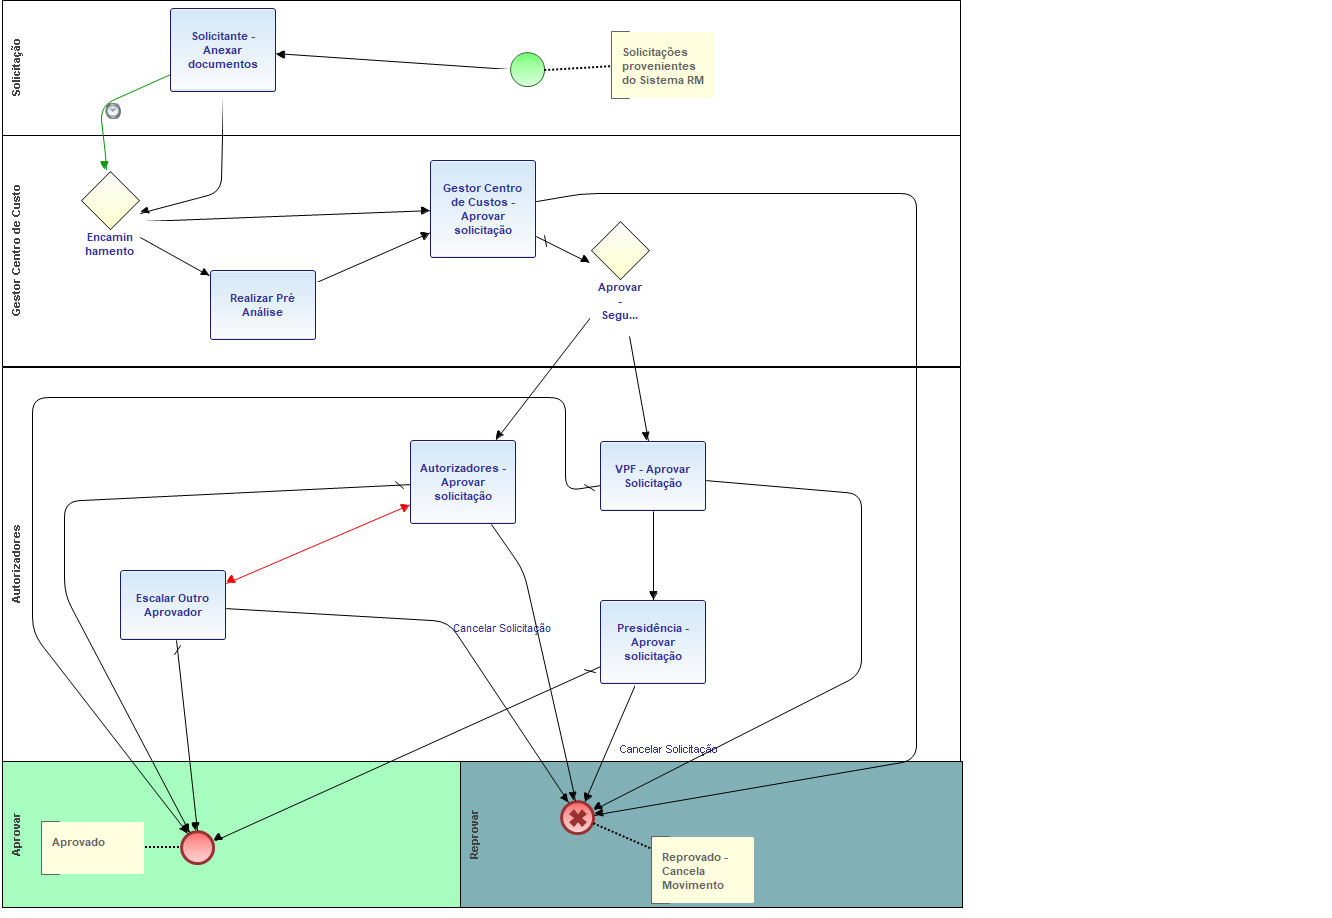 Solicitação
Solicitante -
Anexar
documentos
Solicitações
provenientes
do Sistema RM
Gestor Centro de Custo
Encamin
hamento
Gestor Centro
de Custos -
Aprovar
solicitação
Realizar Pré
Análise
Aprovar
-
Segu...
Autorizadores
Autorizadores -
Aprovar
solicitação
VPF - Aprovar
Solicitação
Escalar Outro
Aprovador
Cancelar Solicitação
Presidência -
Aprovar
solicitação
Cancelar Solicitação
Aprovar
Aprovado
Reprovar
Reprovado -
Cancela
Movimento